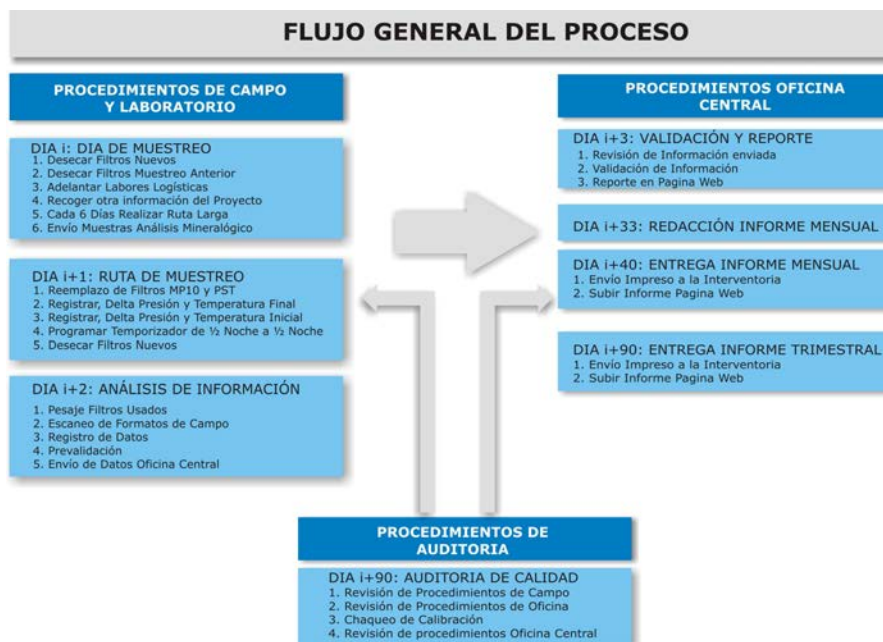 FLUJO GENERAL DEL PROCESO
PROCEDIMIENTOS DE CAMPO
Y LABORATORIO
DIA i: DIA DE MUESTREO
1. Desecar Filtros Nuevos
2. Desecar Filtros Muestreo Anterior
3. Adelantar Labores Logísticas
4. Recoger otra información del Proyecto
5. Cada 6 Días Realizar Ruta Larga
6. Envío Muestras Análisis Mineralógico
DIA i+1: RUTA DE MUESTREO
1. Reemplazo de Filtros MP10 y PST
2. Registrar, Delta Presión y Temperatura Final
3. Registrar, Delta Presión y Temperatura Inicial
4. Programar Temporizador de ½ Noche a ½ Noche
5. Desecar Filtros Nuevos
DIA i+2: ANÁLISIS DE INFORMACIÓN
1. Pesaje Filtros Usados
2. Escaneo de Formatos de Campo
3. Registro de Datos
4. Prevalidación
5. Envío de Datos Oficina Central
PROCEDIMIENTOS OFICINA
CENTRAL
DIA i+3: VALIDACIÓN Y REPORTE
1. Revisión de Información enviada
2. Validación de Información
3. Reporte en Pagina Web
DIA i+33: REDACCIÓN INFORME MENSUAL
DIA i+40: ENTREGA INFORME MENSUAL
1. Envío Impreso a la Interventoria
2. Subir Informe Pagina Web
DIA i+90: ENTREGA INFORME TRIMESTRAL
1. Envío Impreso a la Interventoria
2. Subir Informe Pagina Web
PROCEDIMIENTOS DE
AUDITORIA
DIA i+90: AUDITORIA DE CALIDAD
1. Revisión de Procedimientos de Campo
2. Revisión de Procedimientos de Oficina
3. Chaqueo de Calibración
4. Revisión de procedimientos Oficina Central